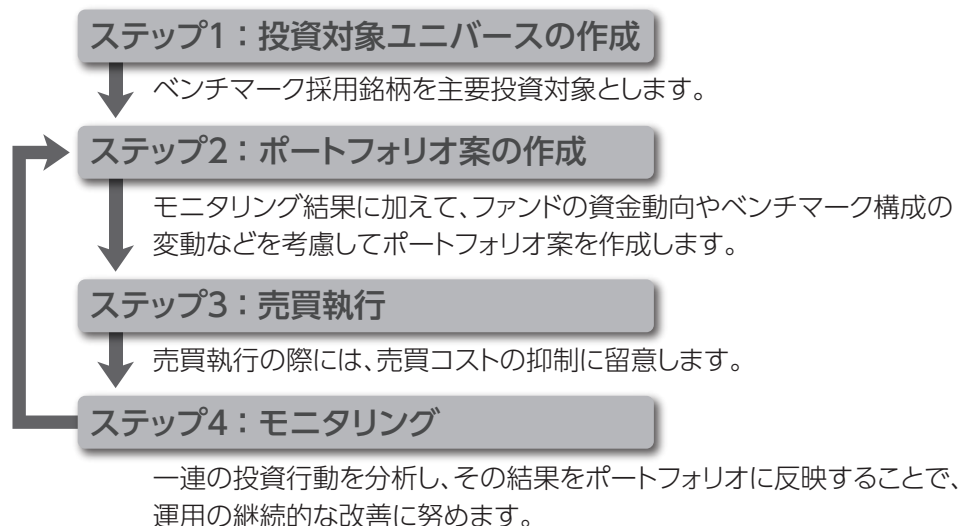 ステップ1：投資対象ユニバースの作成
ベンチマーク採用銘柄を主要投資対象とします。
ステップ2：ポートフォリオ案の作成
モニタリング結果に加えて、ファンドの資金動向やベンチマーク構成の
変動などを考慮してポートフォリオ案を作成します。
ステップ3：売買執行
売買執行の際には、売買コストの抑制に留意します。
ステップ4：モニタリング
一連の投資行動を分析し、その結果をポートフォリオに反映することで、
運用の継続的な改善に努めます。